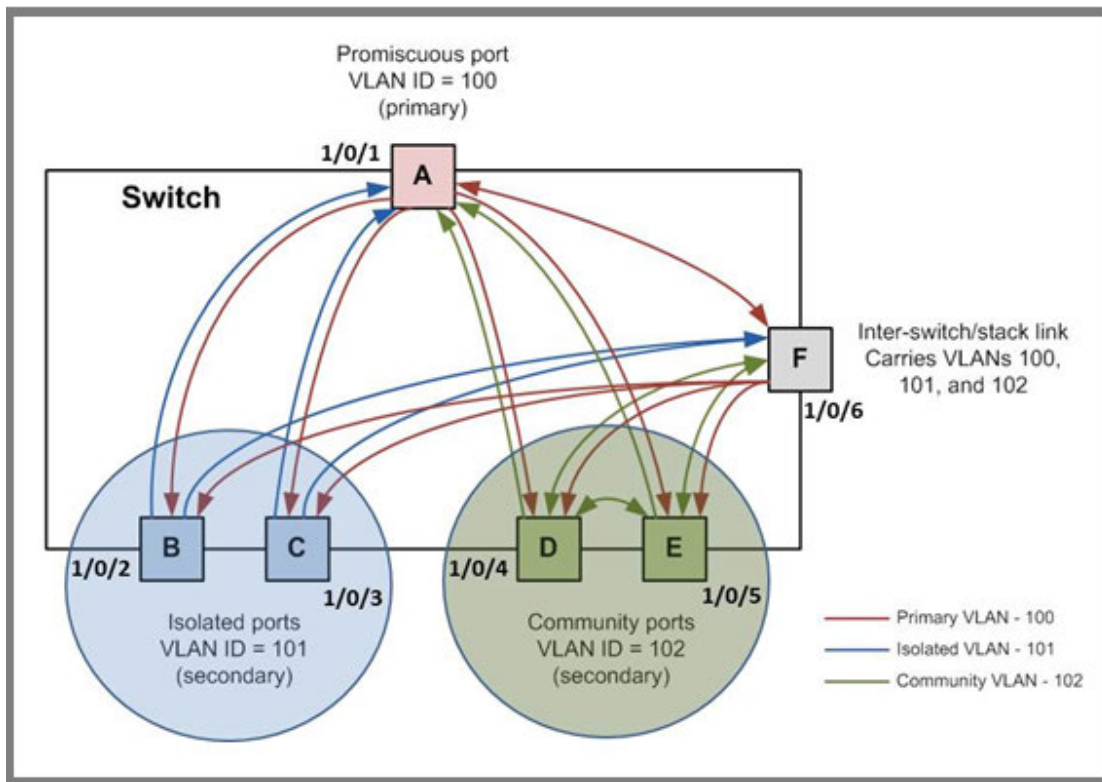 Promiscuous port
VLAN ID = 100
(primary)
1/0/1
A
Switch
F
Inter-switch/stack link
Carries VLANs 100,
101, and 102
1/0/6
B
C
D
E
1/0/2
1/0/3
1/0/4
1/0/5
Isolated ports
VLAN ID = 101
(secondary)
Community ports
VLAN ID = 102
(secondary)
Primary VLAN - 100
Isolated VLAN - 101
Community VLAN - 102